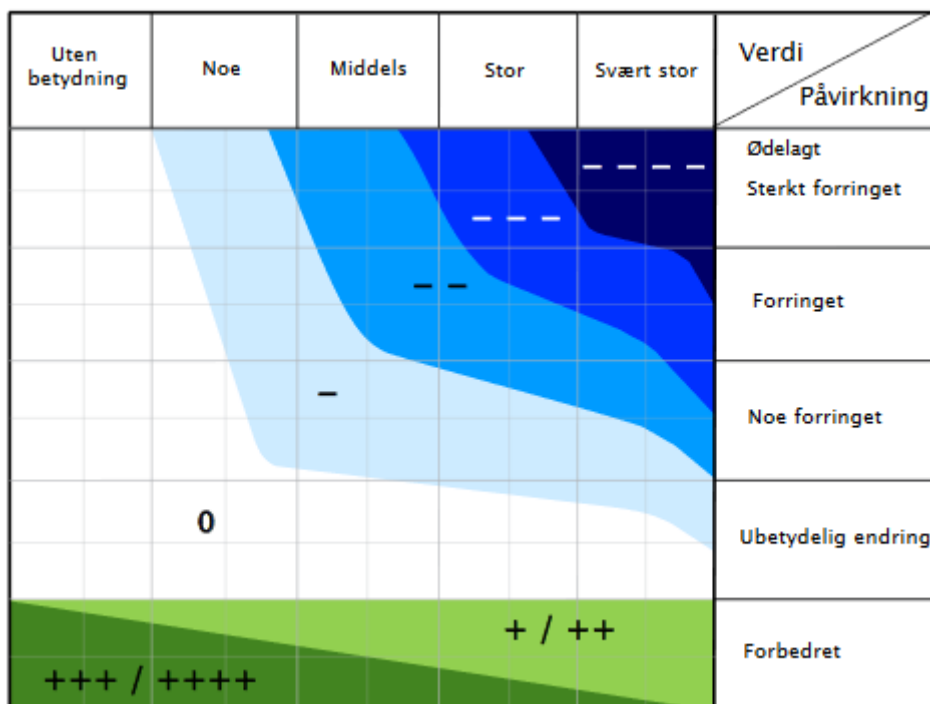 Uten
betydning
Noe
Middels
Stor
Svært stor
Verdi
Påvirkning
Ødelagt
– – – –
Sterkt forringet
– – –
– –
Forringet
–
Noe forringet
0
Ubetydelig endring
+ / ++
Forbedret
+++ / ++++